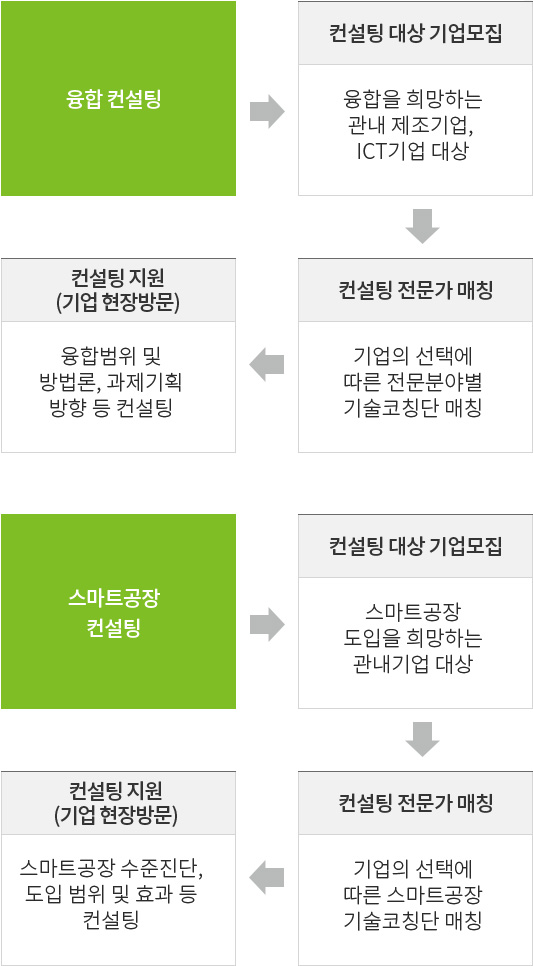 융합 컨설팅
컨설팅 대상 기업모집
융합을 희망하는
관내 제조기업,
ICT기업 대상
컨설팅 전문가 매칭
기업의 선택에
따른 전문분야별
기술코칭단 매칭
컨설팅 지원
(기업 현장방문)
융합범위 및
방법론, 과제기획
방향 등 컨설팅
스마트공장
컨설팅
컨설팅 대상 기업모집
스마트공장
도입을 희망하는
관내기업 대상
컨설팅 전문가 매칭
기업의 선택에
따른 스마트공장
기술코칭단 매칭
컨설팅 지원
(기업 현장방문)
스마트공장 수준진단,
도입 범위 및 효과 등
컨설팅